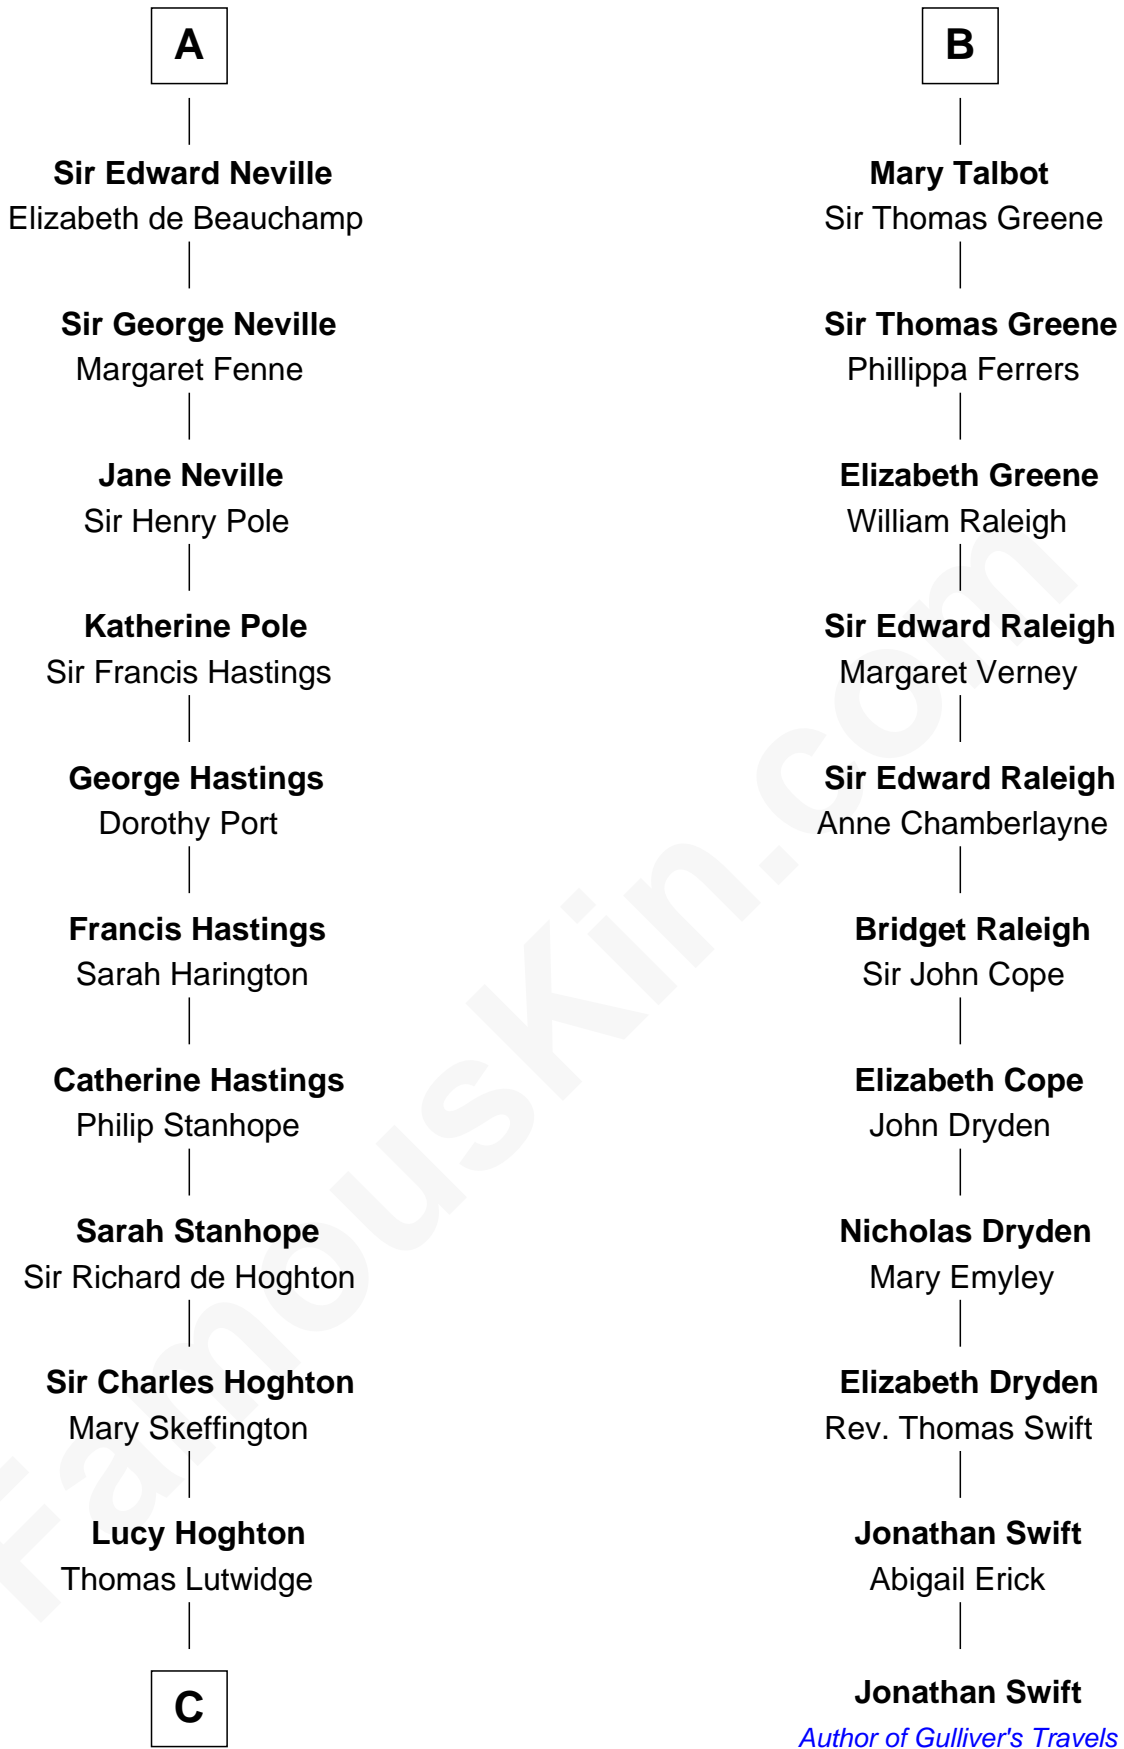 A
Sir Edward Neville
Elizabeth de Beauchamp
Sir George Neville
Margaret Fenne
Jane Neville
Sir Henry Pole
Katherine Pole
Sir Francis Hastings
George Hastings
Dorothy Port
Francis Hastings
Sarah Harington
Catherine Hastings
Philip Stanhope
Sarah Stanhope
Sir Richard de Hoghton
Sir Charles Hoghton
Mary Skeffington
Lucy Hoghton
Thomas Lutwidge
C
B
Mary Talbot
Sir Thomas Greene
Sir Thomas Greene
Phillippa Ferrers
Elizabeth Greene
William Raleigh
Sir Edward Raleigh
Margaret Verney
Sir Edward Raleigh
Anne Chamberlayne
Bridget Raleigh
Sir John Cope
Elizabeth Cope
John Dryden
Nicholas Dryden
Mary Emyley
Elizabeth Dryden
Rev. Thomas Swift
Jonathan Swift
Abigail Erick
Jonathan Swift
Author of Gulliver's Travels
FamousKin.com